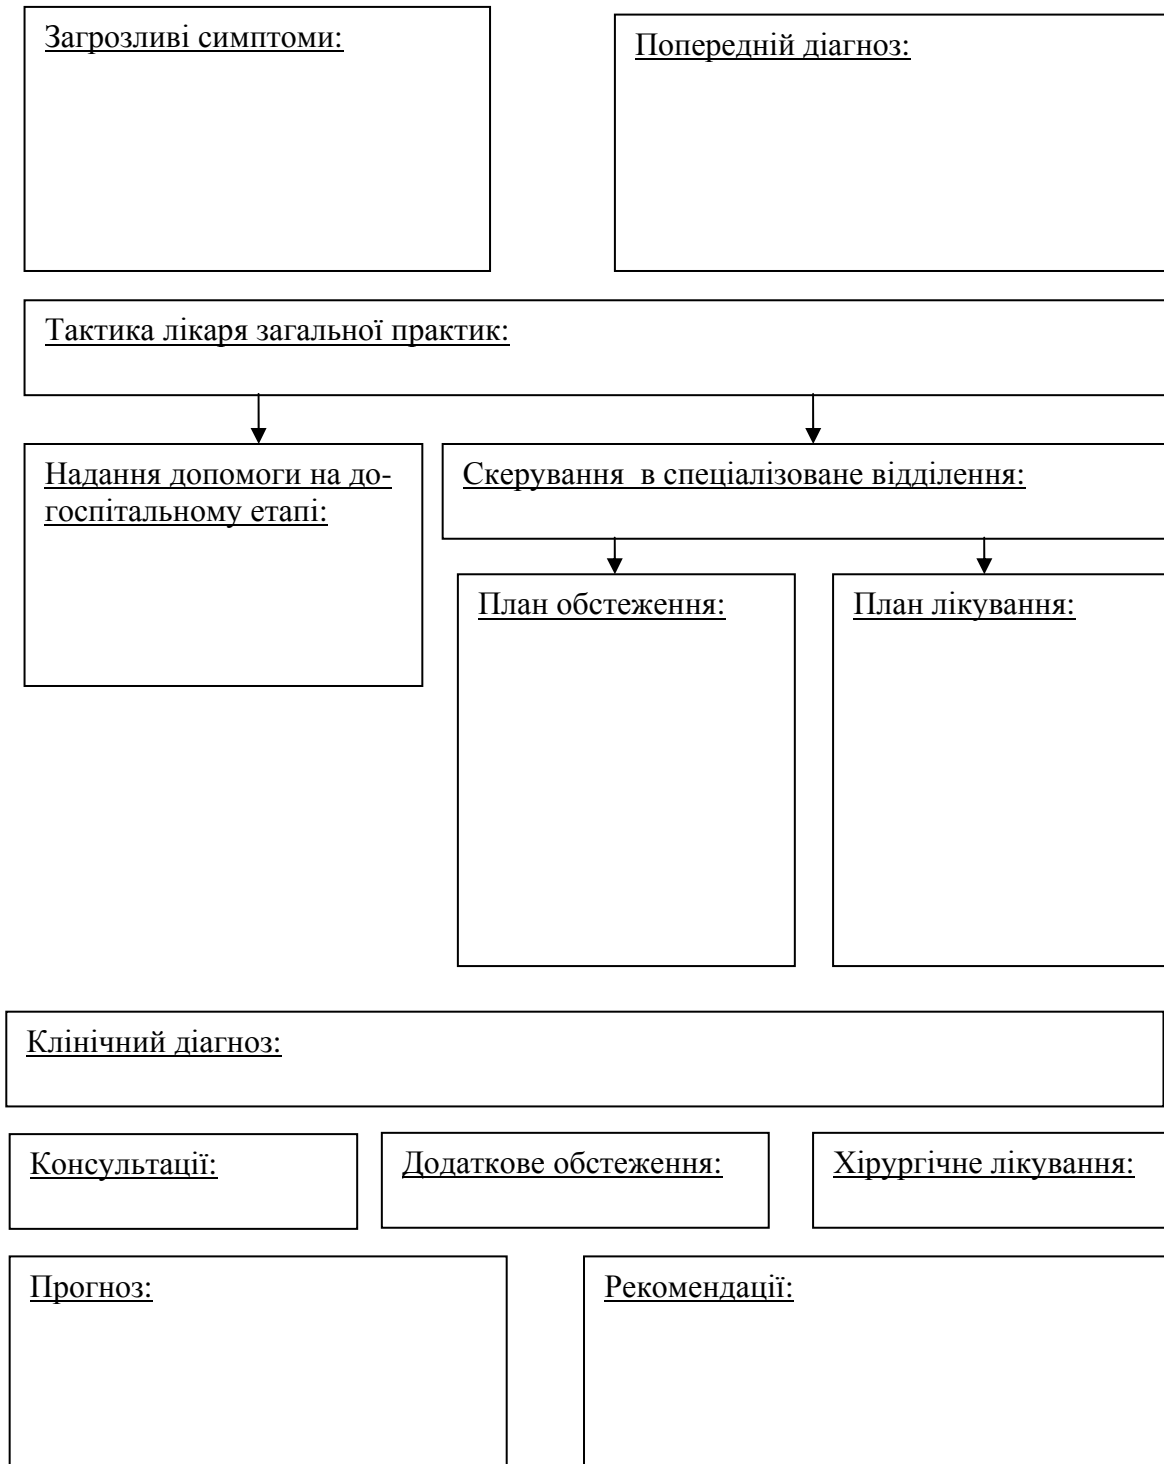 Загрозливі симптоми:
Попередній діагноз:
Тактика лікаря загальної практик:
Надання допомоги на до-
госпітальному етапі:
Скерування  в спеціалізоване відділення:
План обстеження:
План лікування:
Клінічний діагноз:
Консультації:
Додаткове обстеження:
Хірургічне лікування:
Прогноз:
Рекомендації: